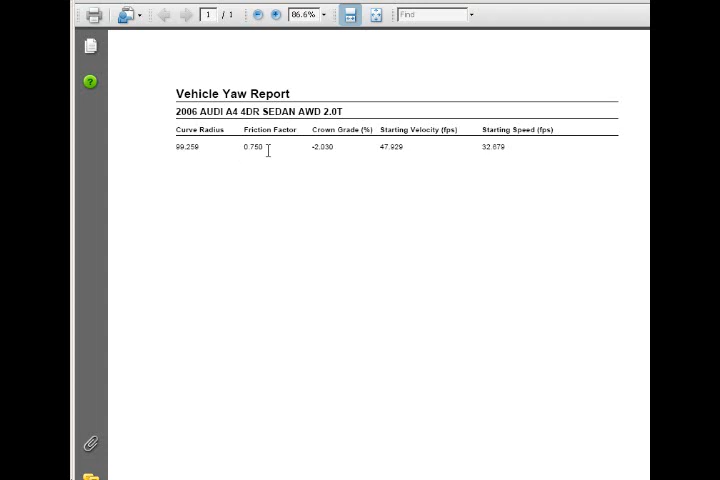 1 / 1 86.6% Find
Vehicle Yaw Report
2006 AUDI A4 4DR SEDAN AWD 2.0T
Curve Radius Friction Factor Crown Grade (%) Starting Velocity (fps) Starting Speed (fps)
99.259 0.750 -2.030 47.929 32.679